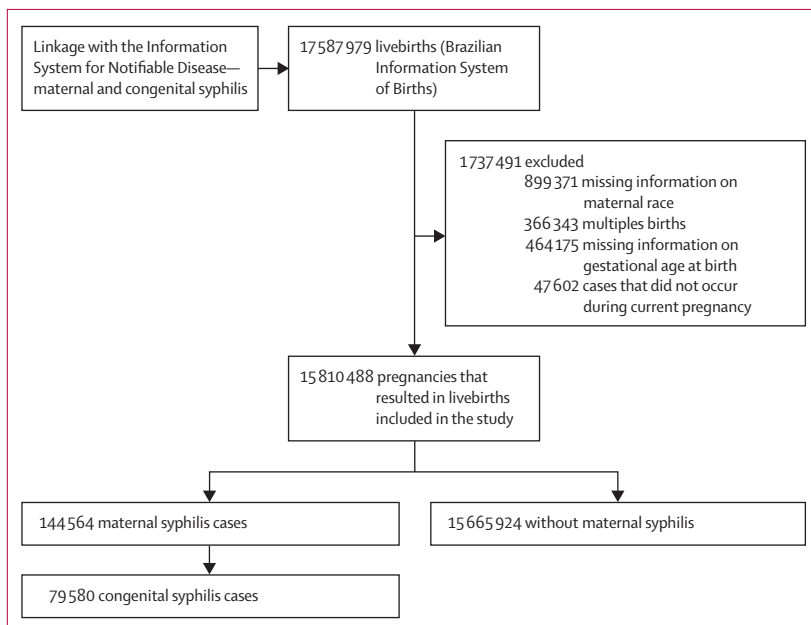 Linkage with the Information
System for Notifiable Disease—
maternal and congenital syphilis
17 587 979 livebirths (Brazilian
Information System
of Births)
1 737 491 excluded
899 371 missing information on
maternal race
366 343 multiples births
464 175 missing information on
gestational age at birth
47 602 cases that did not occur
during current pregnancy
15 810 488 pregnancies that
resulted in livebirths
included in the study
144 564 maternal syphilis cases
15 665 924 without maternal syphilis
79 580 congenital syphilis cases